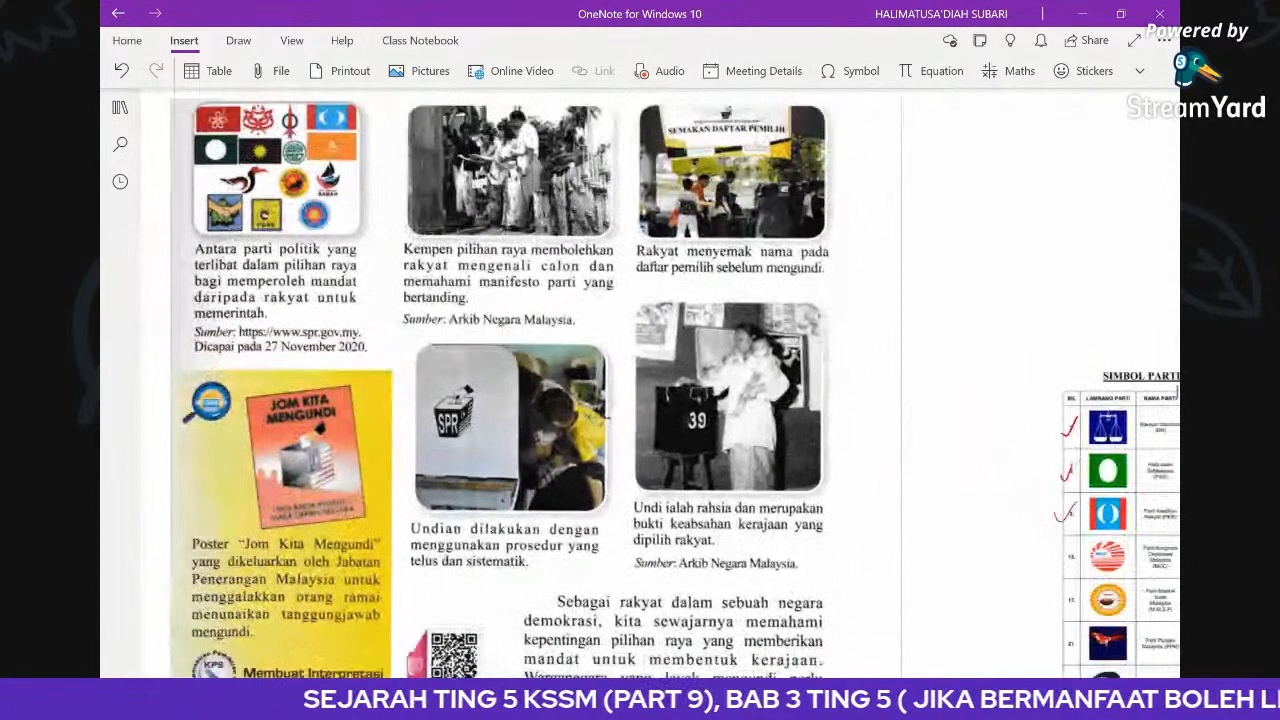 OneNote for Windows 10
HALIMATUSA'DIAH SUBARI
Powered by
StreamYard
Home Insert Draw View Help Class Notebook
Share
Table File Printout Pictures Online Video Link Audio Meeting Details Symbol Equation Maths Stickers
SEMAKAN DAFTAR PEMILIH
Antara parti politik yang
terlibat dalam pilihan raya
bagi memperoleh mandat
daripada rakyat untuk
memerintah.
Sumber: https://www.spr.gov.my.
Dicapai pada 27 November 2020.
Kempen pilihan raya membolehkan
rakyat mengenali calon dan
memahami manifesto parti yang
bertanding.
Sumber: Arkib Negara Malaysia.
Rakyat menyemak nama pada
daftar pemilih sebelum mengundi.
JOM KITA
MENGUNDI
Poster “Jom Kita Mengundi”
yang dikeluarkan oleh Jabatan
Penerangan Malaysia untuk
menggalakkan orang ramai
menunaikan tanggungjawab
mengundi.
KPS
Membuat Interpretasi
SPR
Undian dilakukan dengan
menggunakan prosedur yang
telus dan sistematik.
39
Undi ialah rahsia dan merupakan
bukti keabsahan kerajaan yang
dipilih rakyat.
Sumber: Arkib Negara Malaysia.
Sebagai rakyat dalam sebuah negara
demokrasi, kita sewajarnya memahami
kepentingan pilihan raya yang memberikan
mandat untuk membentuk kerajaan.
SIMBOL PARTI
BIL LAMBANG PARTI NAMA PARTI
SEJARAH TING 5 KSSM (PART 9), BAB 3 TING 5 ( JIKA BERMANFAAT BOLEH LI